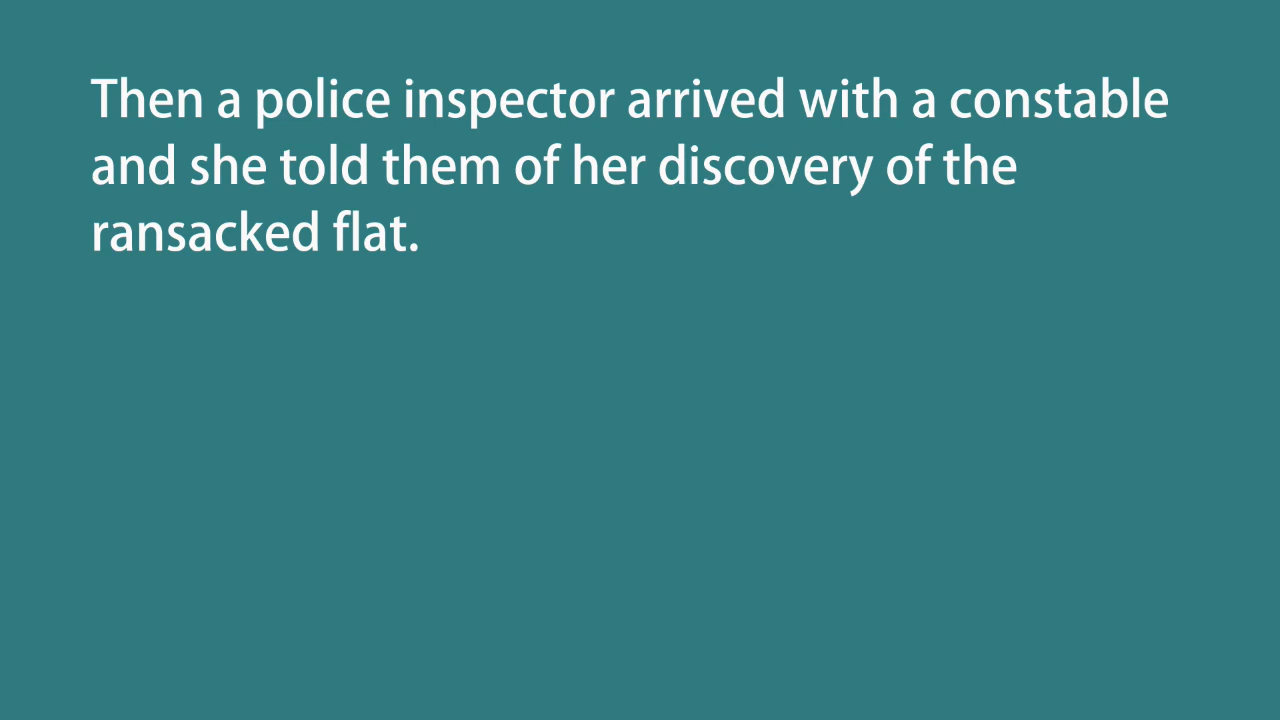 Then a police inspector arrived with a constable
and she told them of her discovery of the
ransacked flat.